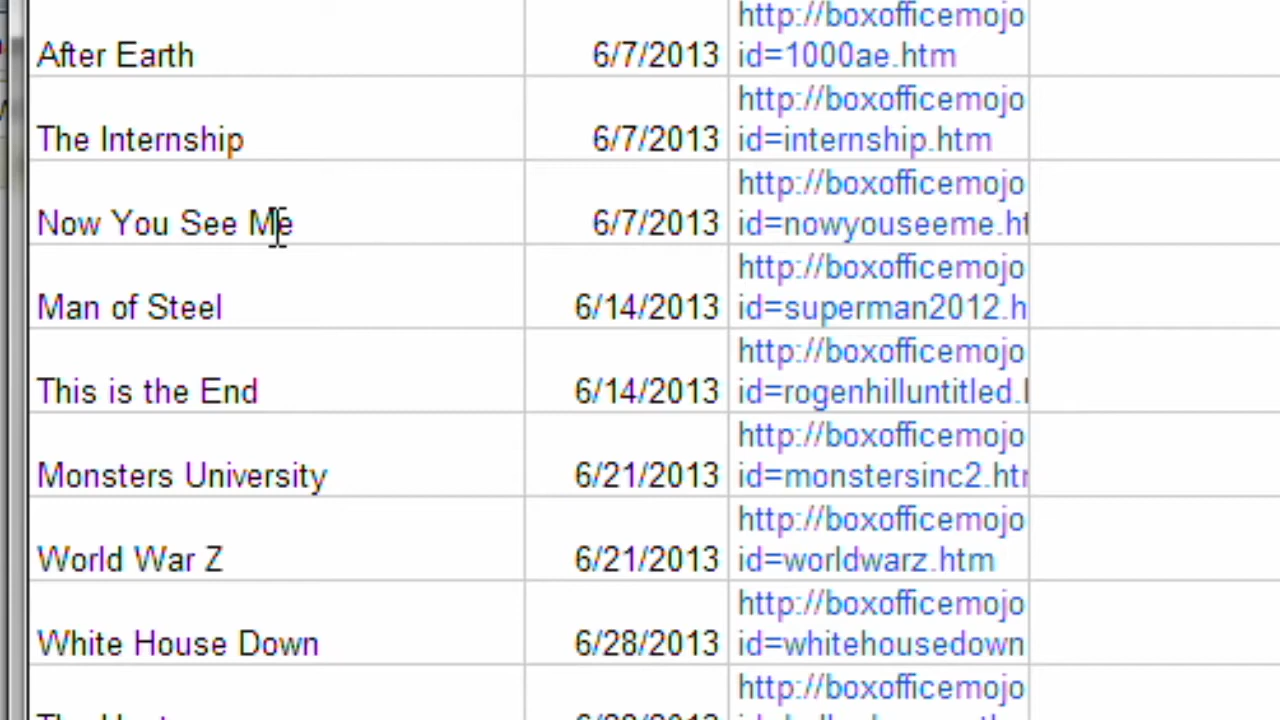 http://boxofficemojo
After Earth 6/7/2013 id=1000ae.htm
http://boxofficemojo
The Internship 6/7/2013 id=internship.htm
http://boxofficemojo
Now You See Me 6/7/2013 id=nowyouseeme.ht
http://boxofficemojo
Man of Steel 6/14/2013 id=superman2012.h
http://boxofficemojo
This is the End 6/14/2013 id=rogenhilluntitled.
http://boxofficemojo
Monsters University 6/21/2013 id=monstersinc2.htm
http://boxofficemojo
World War Z 6/21/2013 id=worldwarz.htm
http://boxofficemojo
White House Down 6/28/2013 id=whitehousedown
http://boxofficemojo